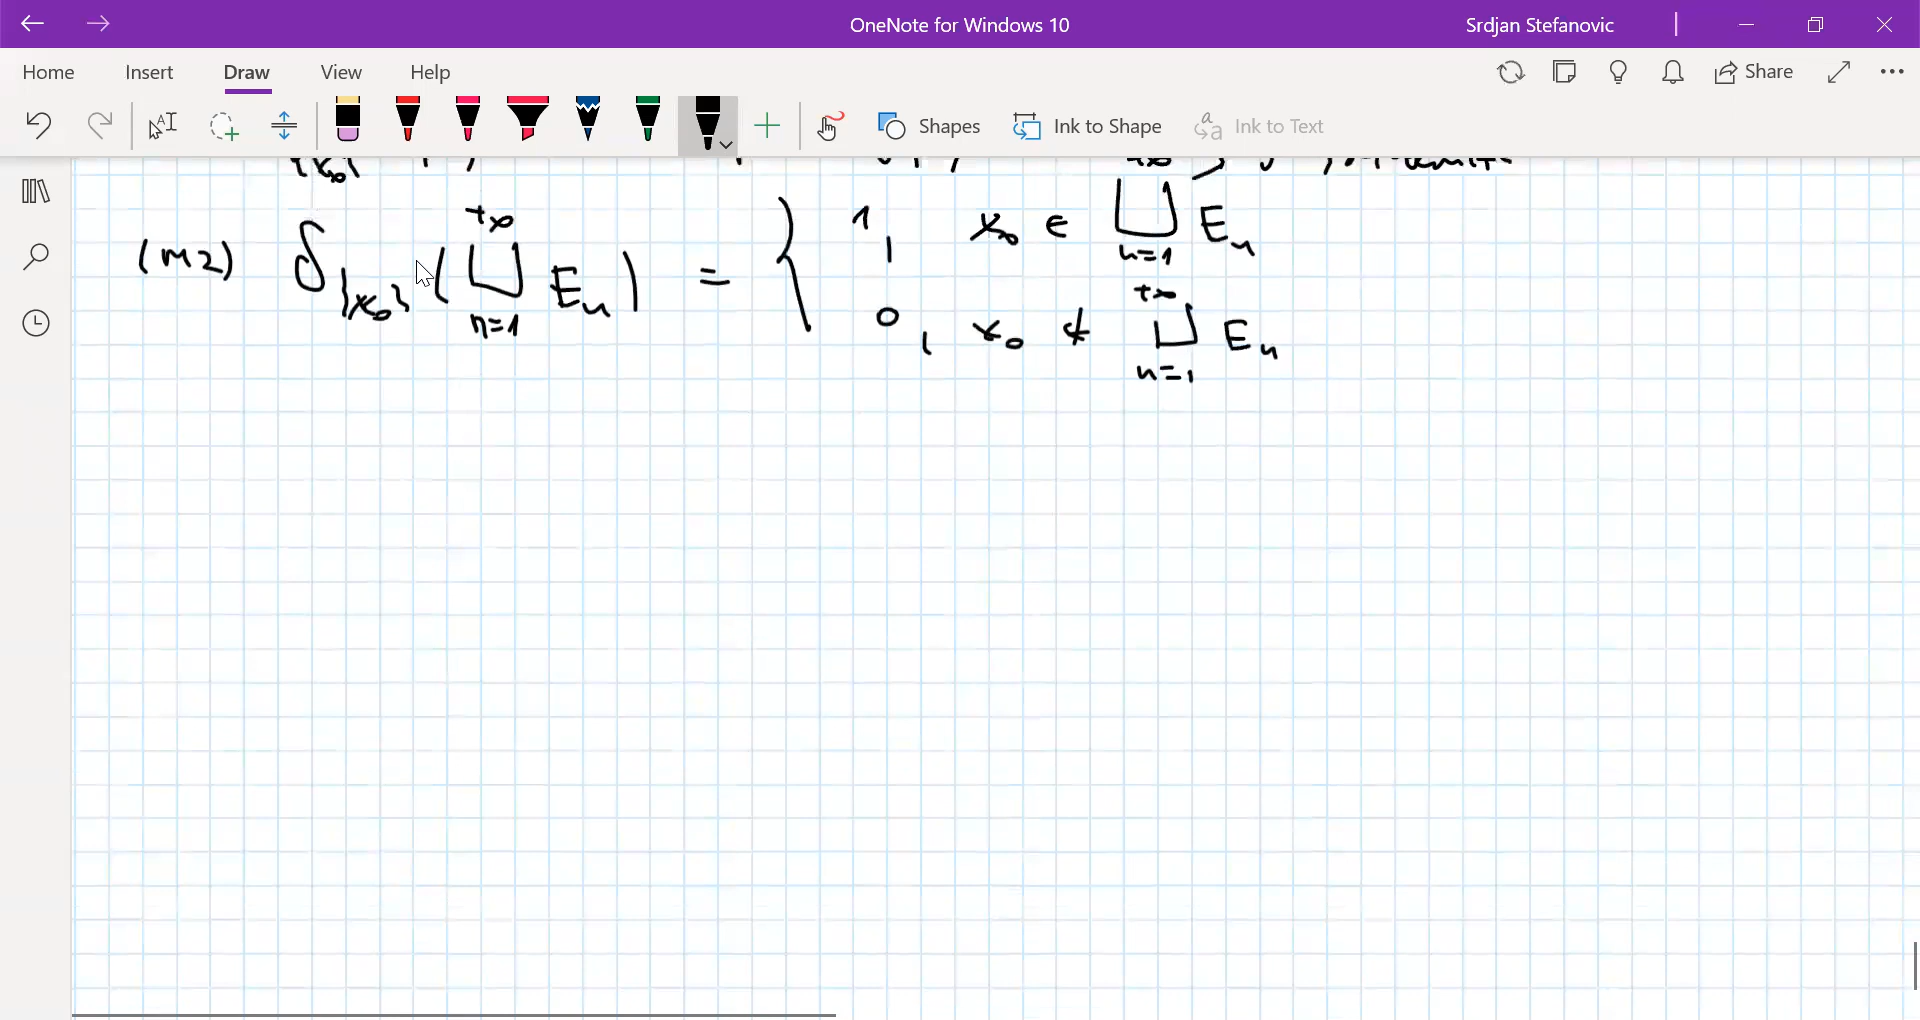 OneNote for Windows 10
Srdjan Stefanovic
Home Insert Draw View Help
Share
Shapes Ink to Shape Ink to Text
(M2) δ_{x₀} ( ⊔_{n=1}^{+∞} E_n ) = { 1, x₀ ∈ ⊔_{n=1}^{+∞} E_n
0, x₀ ∉ ⊔_{n=1}^{+∞} E_n